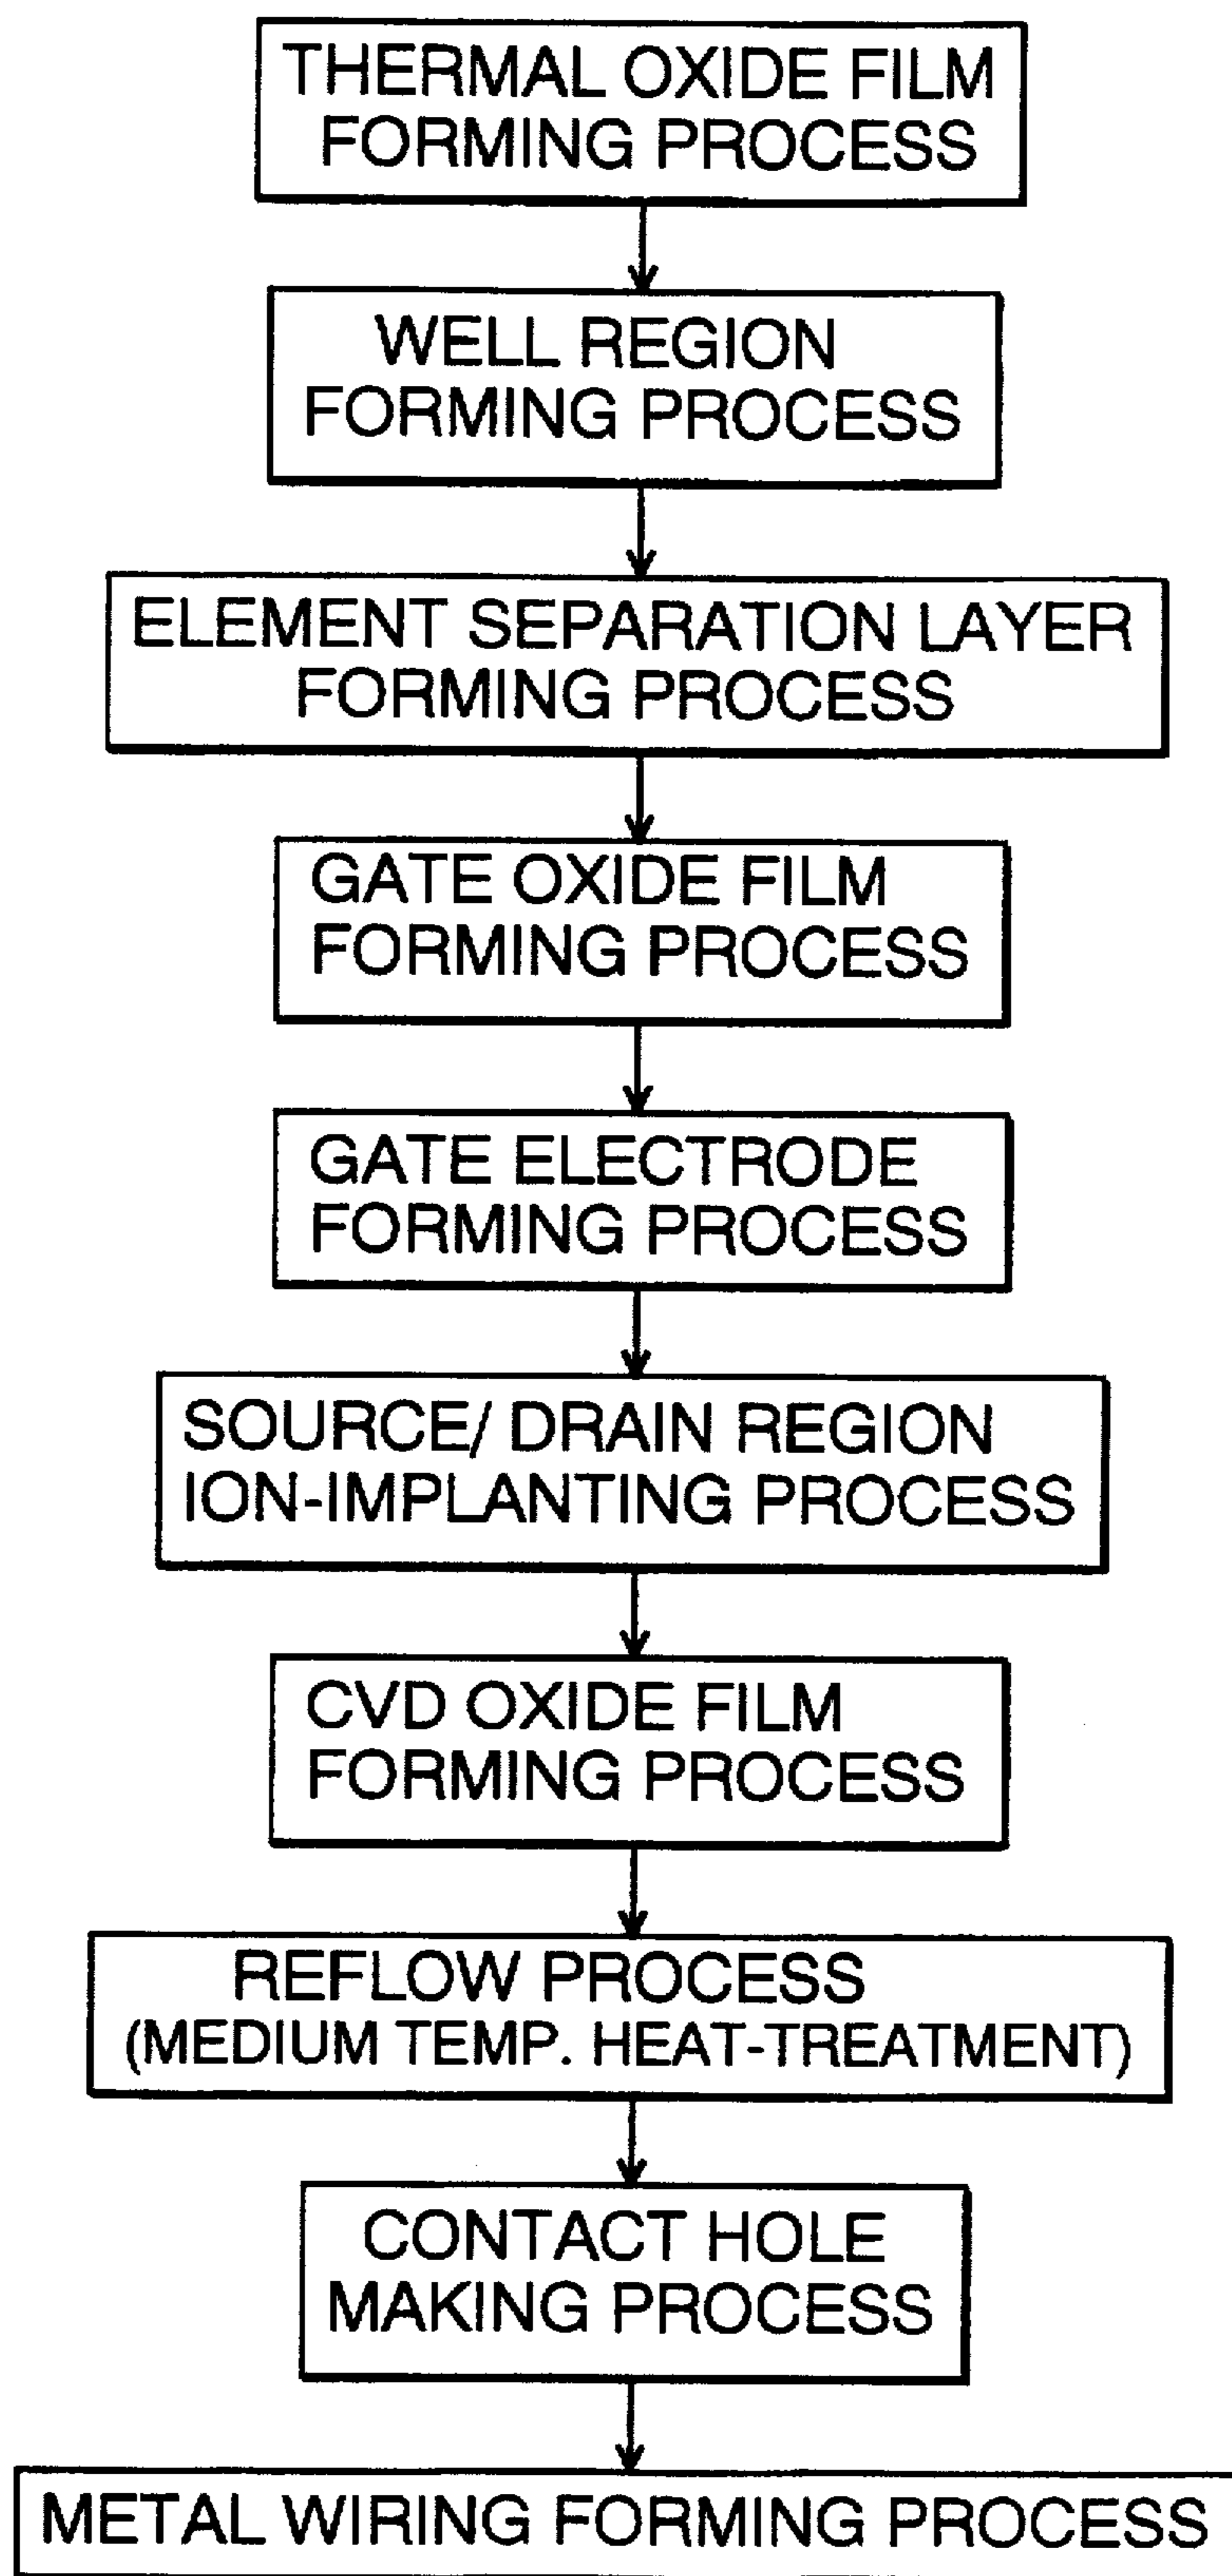 THERMAL OXIDE FILM
FORMING PROCESS
WELL REGION
FORMING PROCESS
ELEMENT SEPARATION LAYER
FORMING PROCESS
GATE OXIDE FILM
FORMING PROCESS
GATE ELECTRODE
FORMING PROCESS
SOURCE/ DRAIN REGION
ION-IMPLANTING PROCESS
CVD OXIDE FILM
FORMING PROCESS
REFLOW PROCESS
(MEDIUM TEMP. HEAT-TREATMENT)
CONTACT HOLE
MAKING PROCESS
METAL WIRING FORMING PROCESS